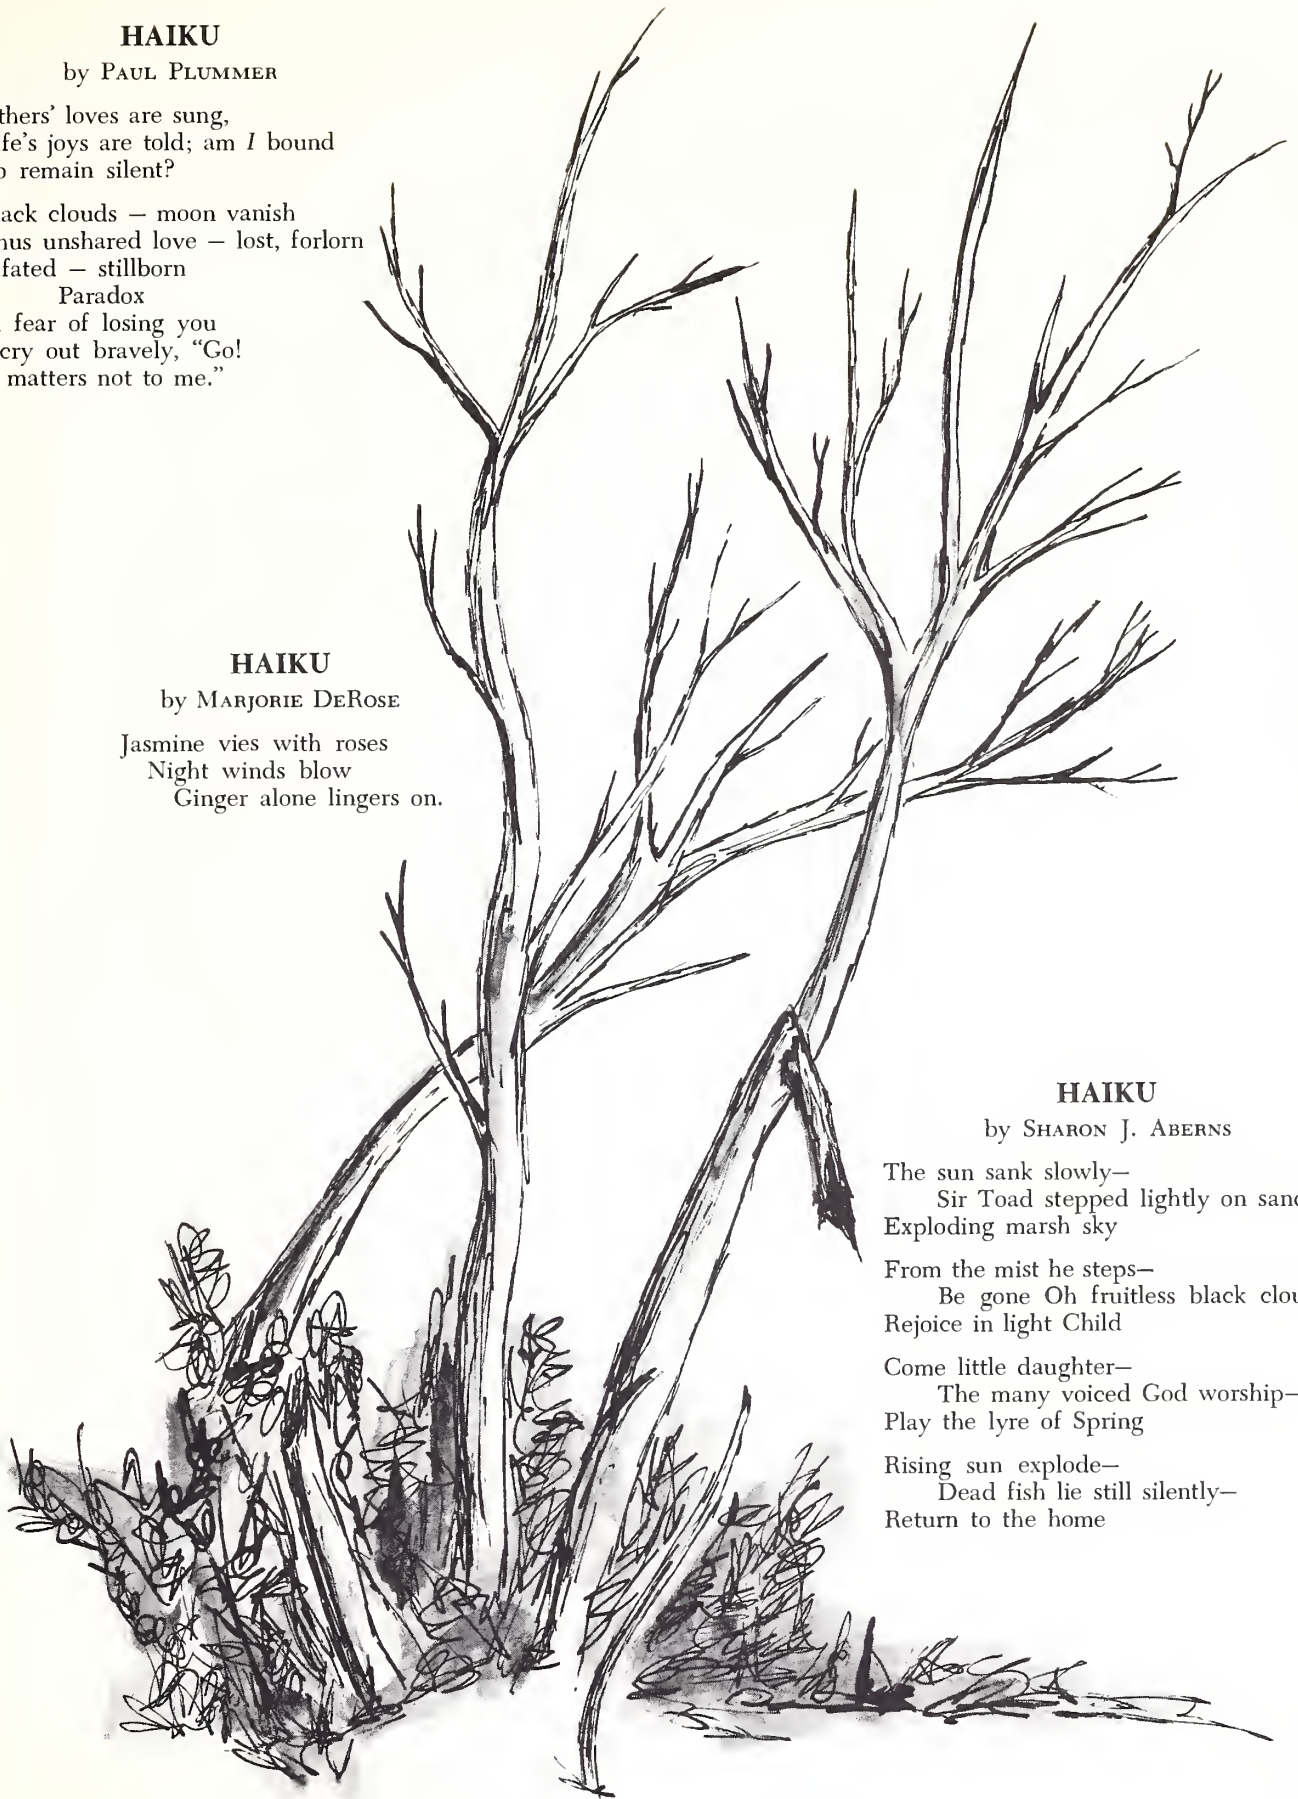 HAIKU
by PAUL PLUMMER
thers' loves are sung,
fe's joys are told; am I bound
remain silent?
ack clouds — moon vanish
unshared love — lost, forlorn
fated — stillborn
Paradox
fear of losing you
cry out bravely, “Go!
matters not to me.”
HAIKU
by MARJORIE DEROSE
Jasmine vies with roses
Night winds blow
Ginger alone lingers on.
HAIKU
by SHARON J. ABERNS
The sun sank slowly—
Sir Toad stepped lightly on san
Exploding marsh sky
From the mist he steps—
Be gone Oh fruitless black clou
Rejoice in light Child
Come little daughter—
The many voiced God worship—
Play the lyre of Spring
Rising sun explode—
Dead fish lie still silently—
Return to the home